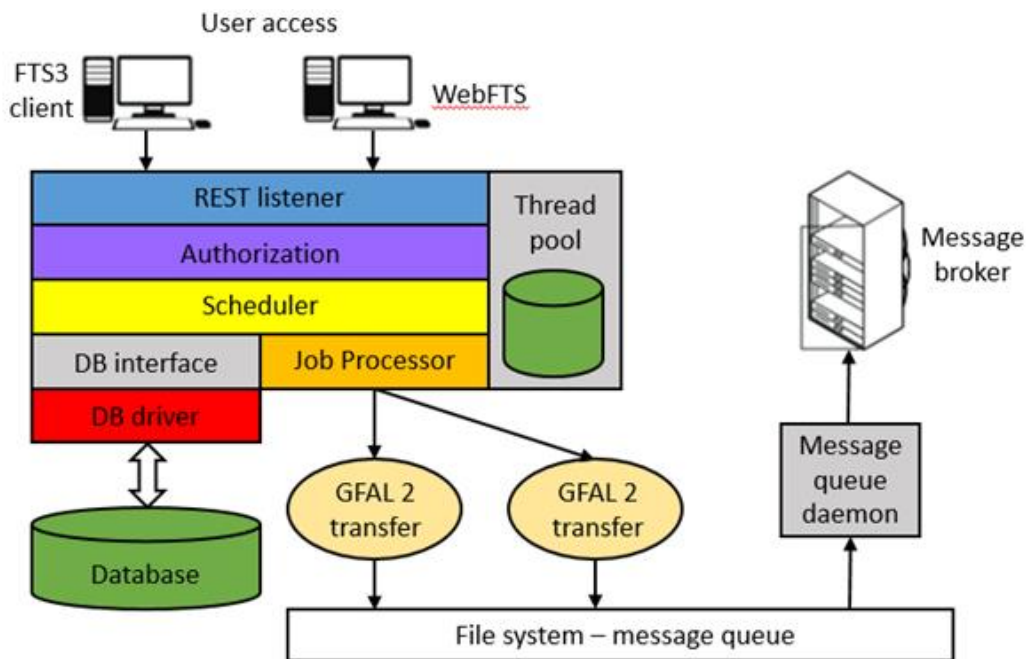 User access
FTS3
client
WebFTS
REST listener
Thread
pool
Authorization
Scheduler
DB interface
Job Processor
DB driver
Message
broker
GFAL 2
transfer
GFAL 2
transfer
Message
queue
daemon
Database
File system – message queue